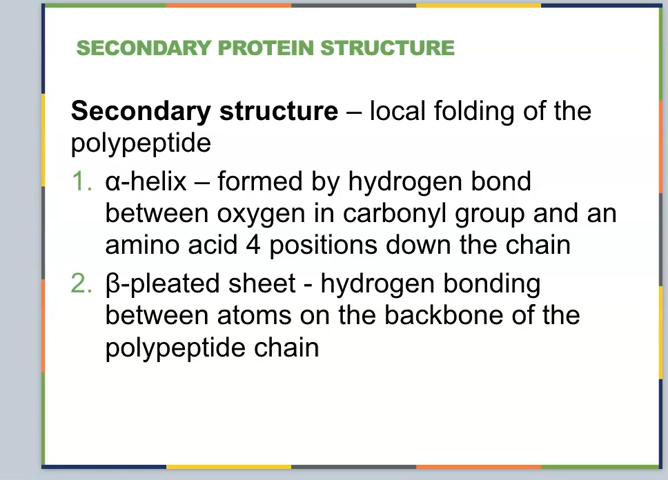 SECONDARY PROTEIN STRUCTURE
Secondary structure – local folding of the
polypeptide
1. α-helix – formed by hydrogen bond
between oxygen in carbonyl group and an
amino acid 4 positions down the chain
2. β-pleated sheet - hydrogen bonding
between atoms on the backbone of the
polypeptide chain